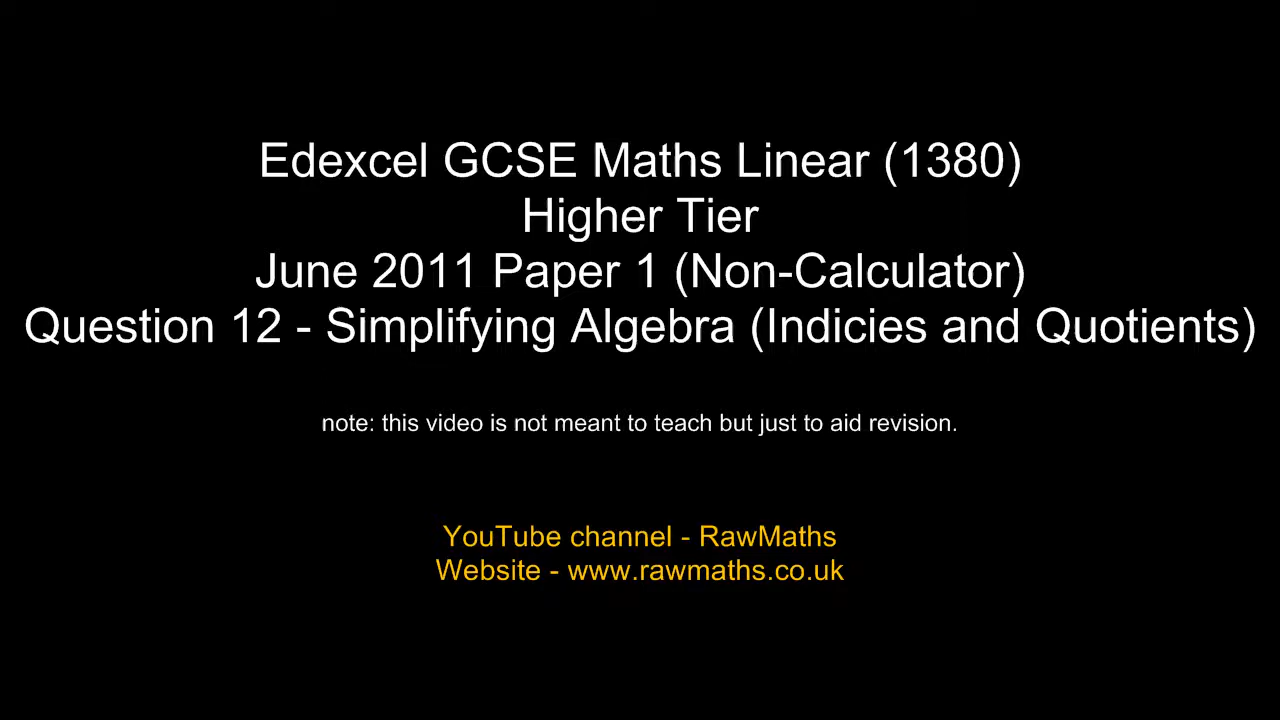 Edexcel GCSE Maths Linear (1380)
Higher Tier
June 2011 Paper 1 (Non-Calculator)
Question 12 - Simplifying Algebra (Indicies and Quotients)
note: this video is not meant to teach but just to aid revision.
YouTube channel - RawMaths
Website - www.rawmaths.co.uk